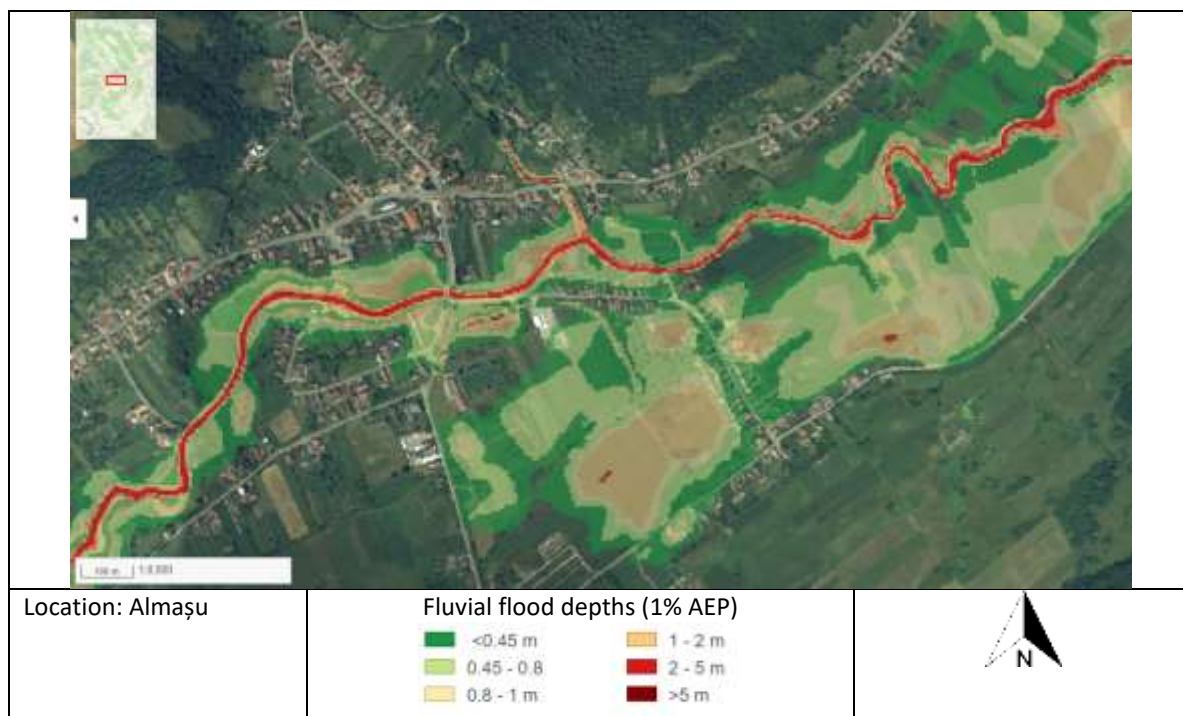 Location: Almașu
Fluvial flood depths (1% AEP)
<0.45 m
0.45 - 0.8
0.8 - 1 m
1 - 2 m
2 - 5 m
>5 m
N